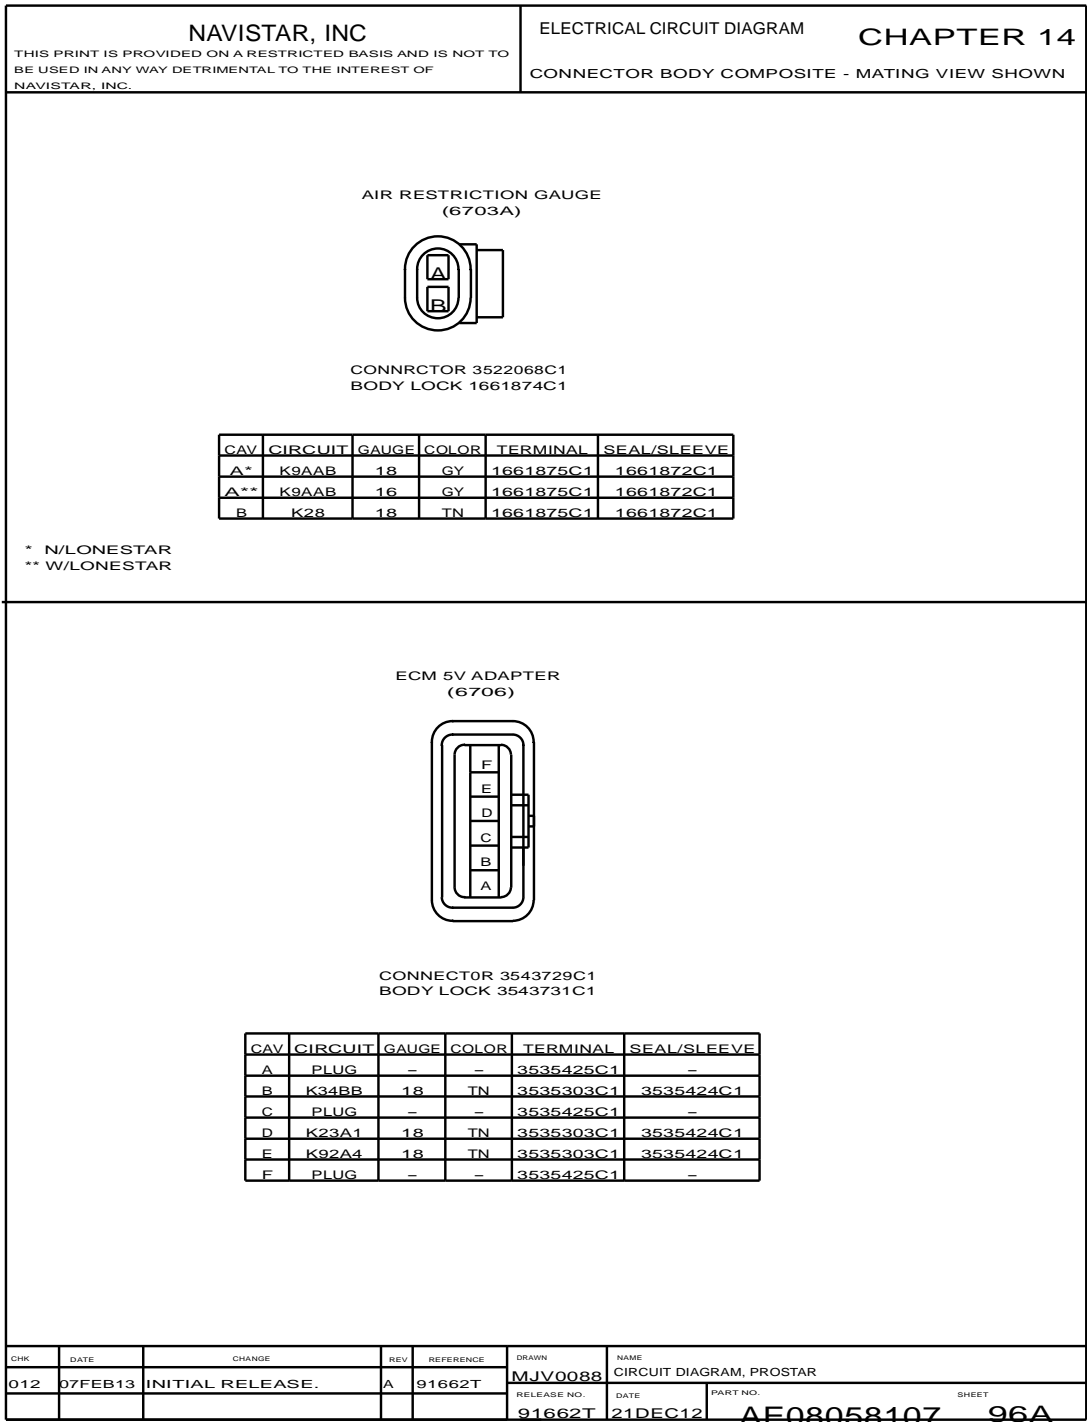 NAVISTAR, INC
THIS PRINT IS PROVIDED ON A RESTRICTED BASIS AND IS NOT TO
BE USED IN ANY WAY DETRIMENTAL TO THE INTEREST OF
NAVISTAR, INC.
ELECTRICAL CIRCUIT DIAGRAM CHAPTER 14
CONNECTOR BODY COMPOSITE - MATING VIEW SHOWN
AIR RESTRICTION GAUGE
(6703A)
A
B
CONNRCTOR 3522068C1
BODY LOCK 1661874C1
CAV CIRCUIT GAUGE COLOR TERMINAL SEAL/SLEEVE
A* K9AAB 18 GY 1661875C1 1661872C1
A** K9AAB 16 GY 1661875C1 1661872C1
B K28 18 TN 1661875C1 1661872C1
* N/LONESTAR
** W/LONESTAR
ECM 5V ADAPTER
(6706)
F
E
D
C
B
A
CONNECT0R 3543729C1
BODY LOCK 3543731C1
CAV CIRCUIT GAUGE COLOR TERMINAL SEAL/SLEEVE
A PLUG – – 3535425C1 –
B K34BB 18 TN 3535303C1 3535424C1
C PLUG – – 3535425C1 –
D K23A1 18 TN 3535303C1 3535424C1
E K92A4 18 TN 3535303C1 3535424C1
F PLUG – – 3535425C1 –
CHK DATE CHANGE REV REFERENCE
012 07FEB13 INITIAL RELEASE. A 91662T
DRAWN
MJV0088
NAME
CIRCUIT DIAGRAM, PROSTAR
RELEASE NO.
91662T
DATE
21DEC12
PART NO.
AE08058107
SHEET
96A